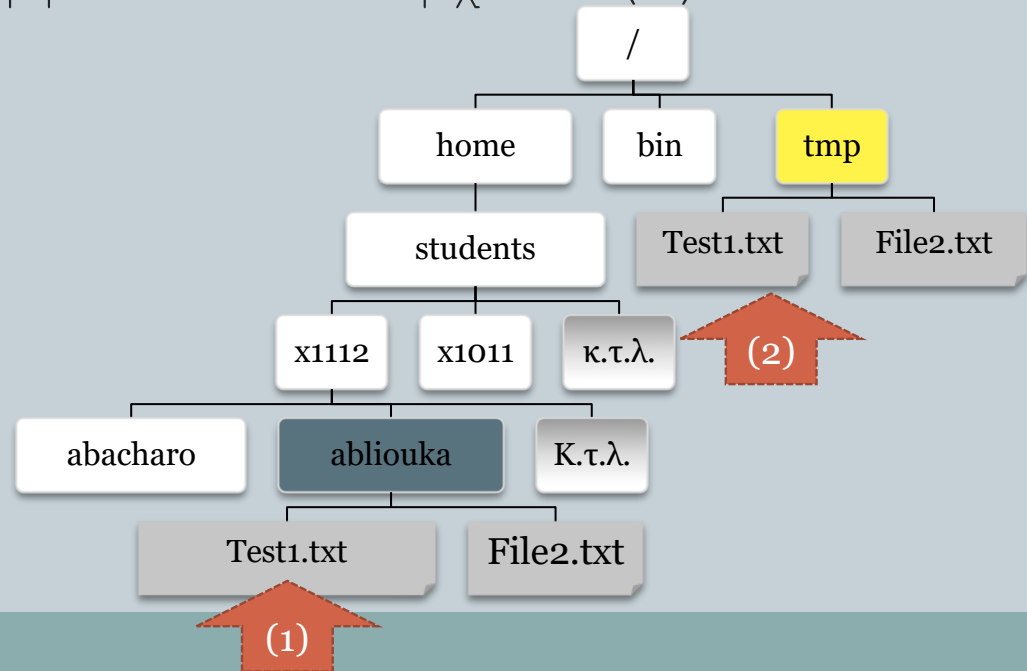 /
home
bin
tmp
students
Test1.txt
File2.txt
x1112
x1011
κ.τ.λ.
(2)
abacharo
abliouka
Κ.τ.λ.
Test1.txt
File2.txt
(1)